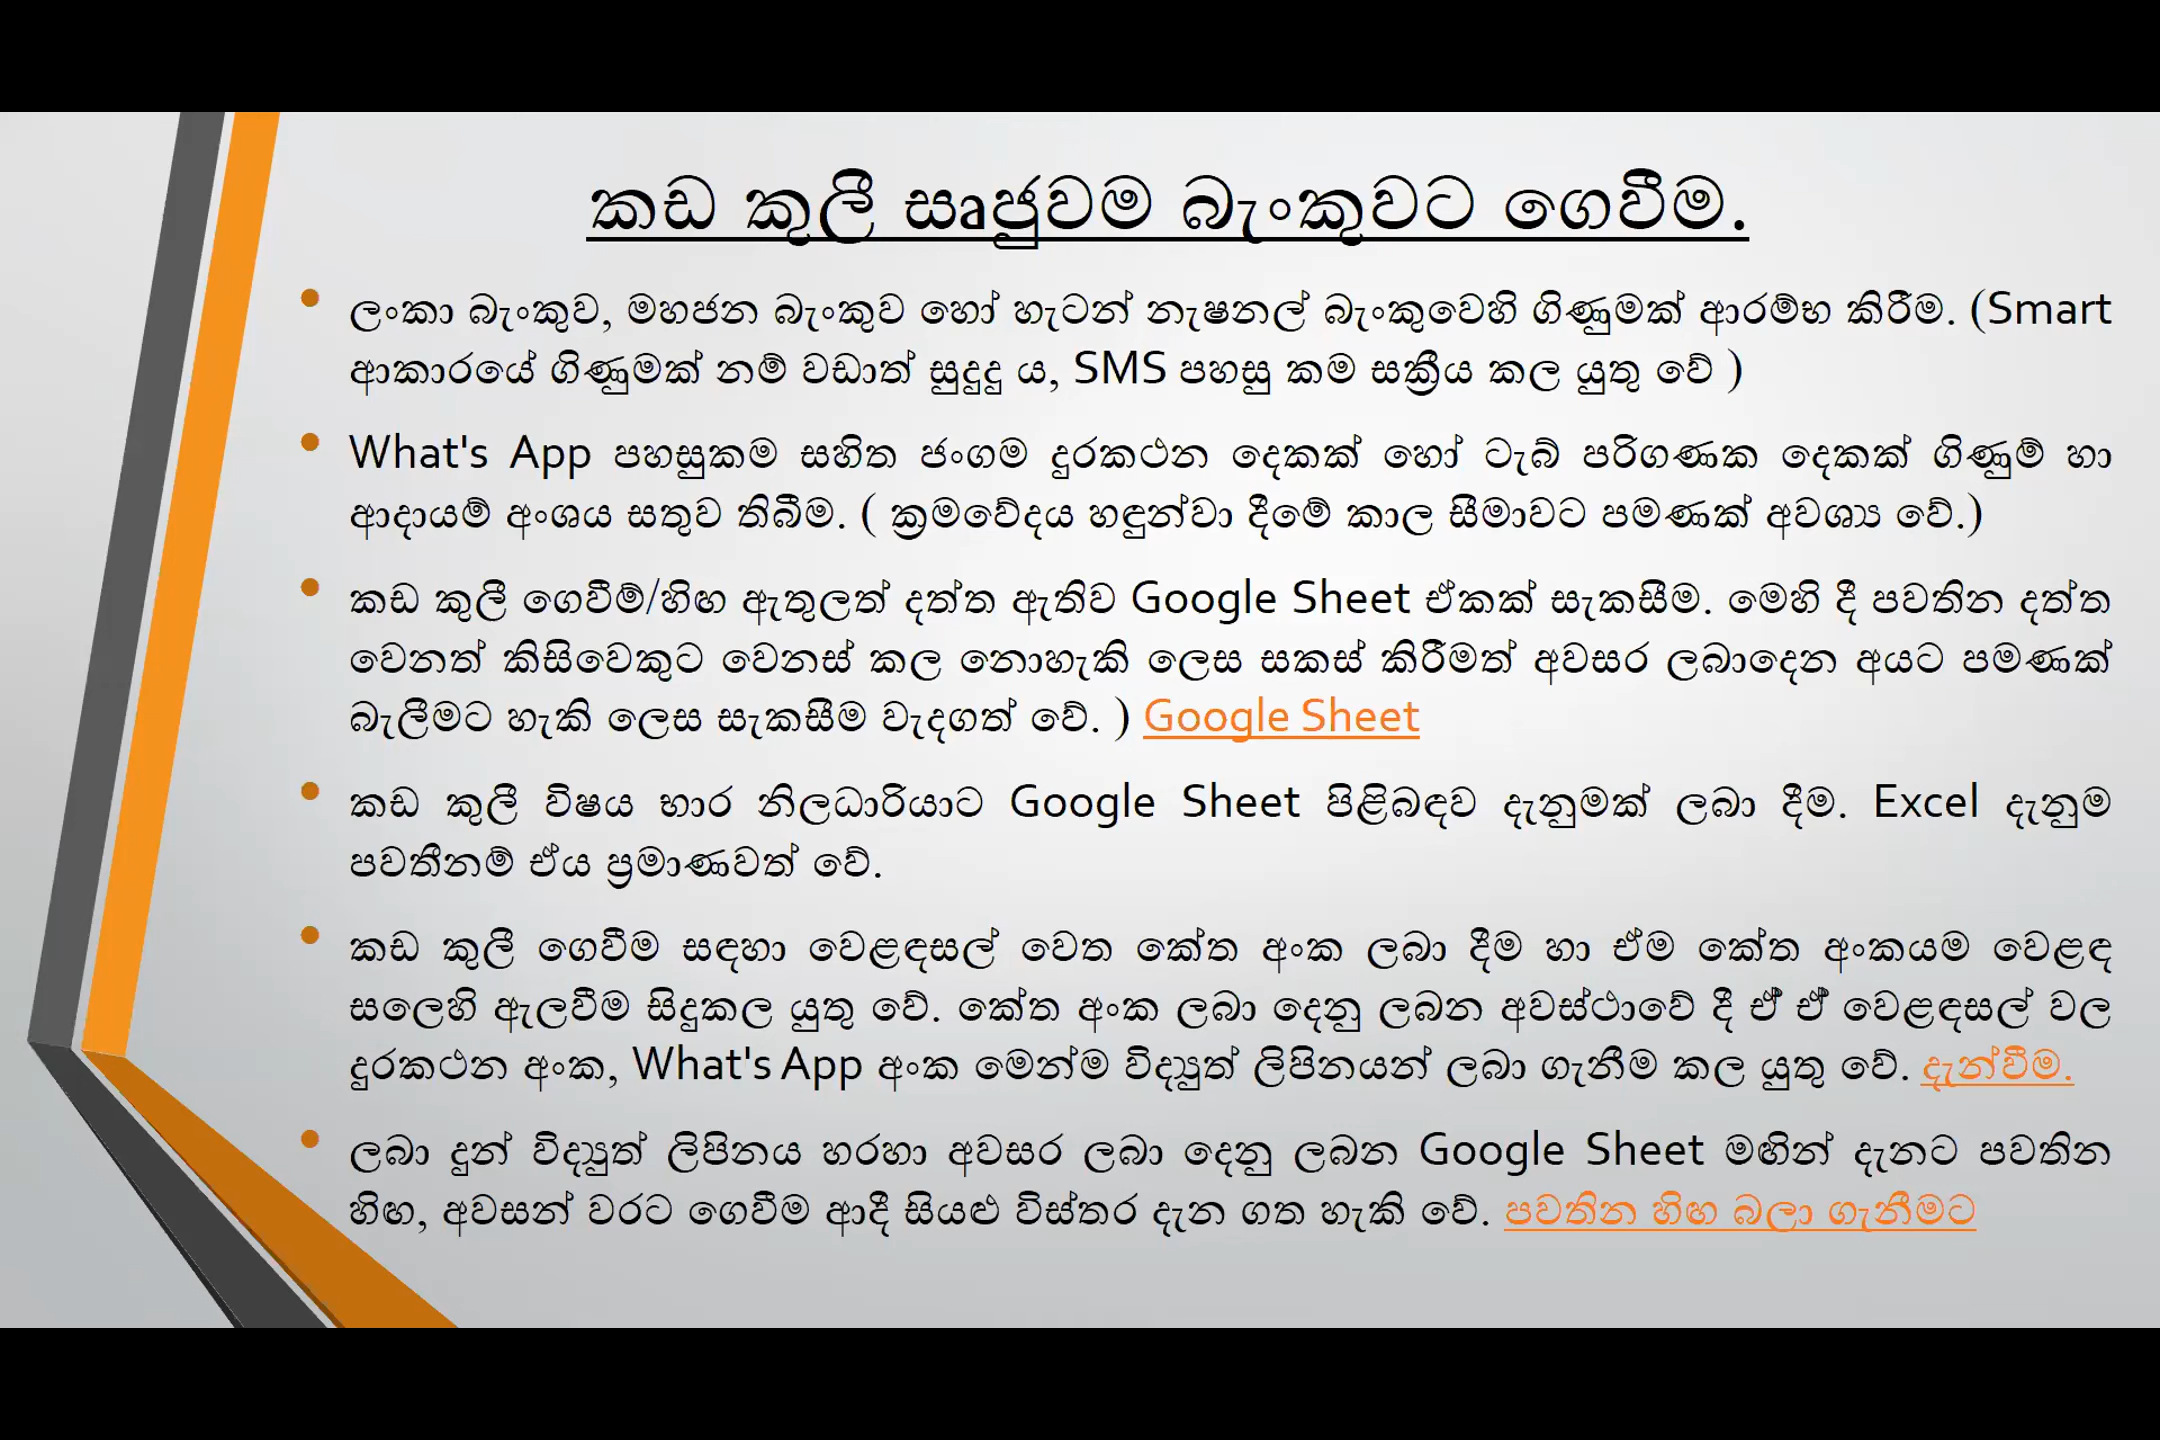 කඩ කුලී සෘජුවම බැංකුවට ගෙවීම.
• ලංකා බැංකුව, මහජන බැංකුව හෝ හැටන් නැෂනල් බැංකුවෙහි ගිණුමක් ආරම්භ කිරීම. (Smart
ආකාරයේ ගිණුමක් නම් වඩාත් සුදුදු ය, SMS පහසු කම සක්‍රීය කල යුතු වේ )
• What's App පහසුකම සහිත ජංගම දුරකථන දෙකක් හෝ ටැබ් පරිගණක දෙකක් ගිණුම් හා
ආදායම් අංශය සතුව තිබීම. ( ක්‍රමවේදය හඳුන්වා දීමේ කාල සීමාවට පමණක් අවශ්‍ය වේ.)
• කඩ කුලී ගෙවීම්/හිඟ ඇතුලත් දත්ත ඇතිව Google Sheet ඒකක් සැකසීම. මෙහි දී පවතින දත්ත
වෙනත් කිසිවෙකුට වෙනස් කල නොහැකි ලෙස සකස් කිරීමත් අවසර ලබාදෙන අයට පමණක්
බැලීමට හැකි ලෙස සැකසීම වැදගත් වේ. ) Google Sheet
• කඩ කුලී විෂය භාර නිලධාරියාට Google Sheet පිළිබඳව දැනුමක් ලබා දීම. Excel දැනුම
පවතීනම් ඒය ප්‍රමාණවත් වේ.
• කඩ කුලී ගෙවීම සඳහා වෙළඳසල් වෙත කේත අංක ලබා දීම හා ඒම කේත අංකයම වෙළඳ
සලෙහි ඇලවීම සිදුකල යුතු වේ. කේත අංක ලබා දෙනු ලබන අවස්ථාවේ දී ඒ ඒ වෙළඳසල් වල
දුරකථන අංක, What's App අංක මෙන්ම විද්‍යුත් ලිපිනයන් ලබා ගැනීම කල යුතු වේ. දැන්වීම.
• ලබා දුන් විද්‍යුත් ලිපිනය හරහා අවසර ලබා දෙනු ලබන Google Sheet මඟින් දැනට පවතින
හිඟ, අවසන් වරට ගෙවීම ආදී සියළු විස්තර දැන ගත හැකි වේ. පවතින හිඟ බලා ගැනීමට